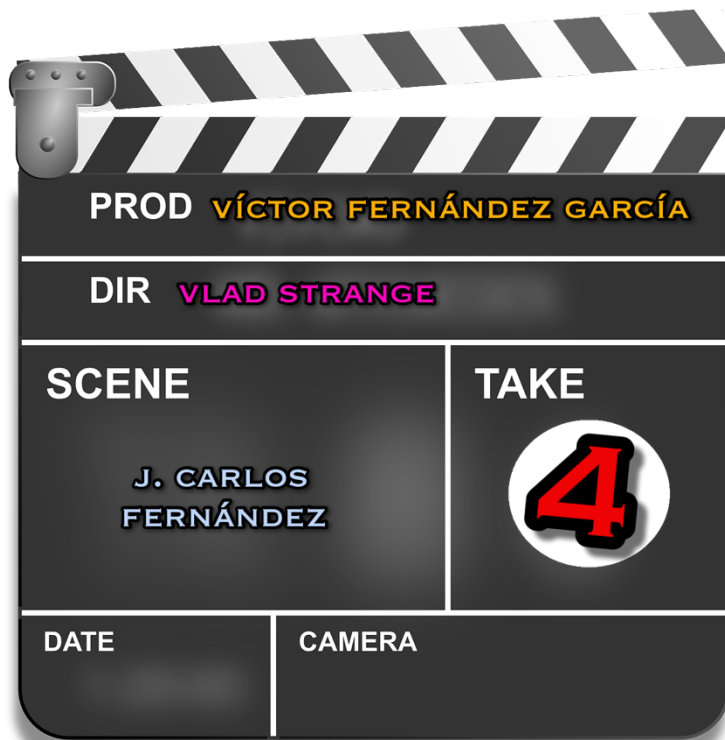 PROD VÍCTOR FERNÁNDEZ GARCÍA
DIR VLAD STRANGE
SCENE
J. CARLOS
FERNÁNDEZ
TAKE
4
DATE
CAMERA